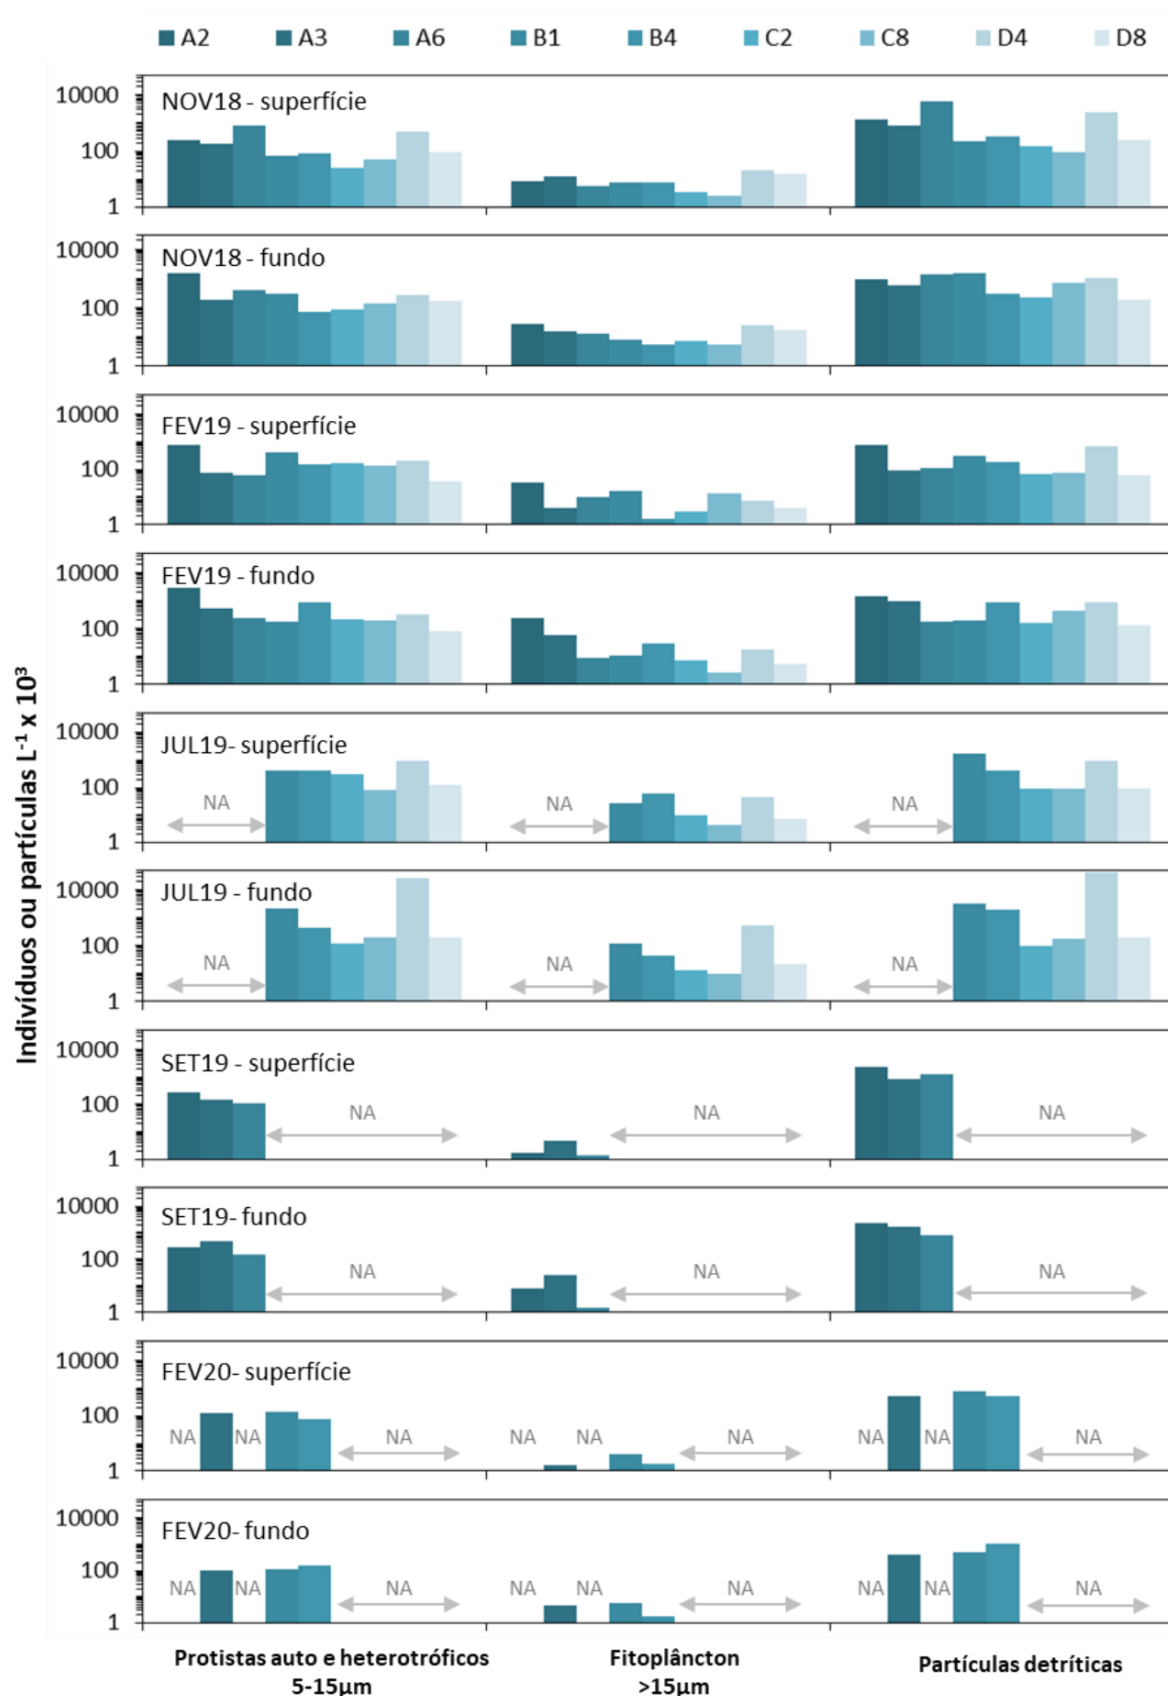 A2 A3 A6 B1 B4 C2 C8 D4 D8
Indivíduos ou partículas L⁻¹ x 10³
NOV18 - superfície
10000
100
1
NOV18 - fundo
10000
100
1
FEV19 - superfície
10000
100
1
FEV19 - fundo
10000
100
1
JUL19- superfície
10000
100
NA NA NA
1
JUL19 - fundo
10000
100
NA NA NA
1
SET19 - superfície
10000
100
NA NA NA
1
SET19- fundo
10000
100
NA NA NA
1
FEV20- superfície
10000
100
NA NA NA NA NA NA NA NA NA
1
FEV20- fundo
10000
100
NA NA NA NA NA NA NA NA NA
1
Protistas auto e heterotróficos
5-15µm
Fitoplâncton
>15µm
Partículas detríticas